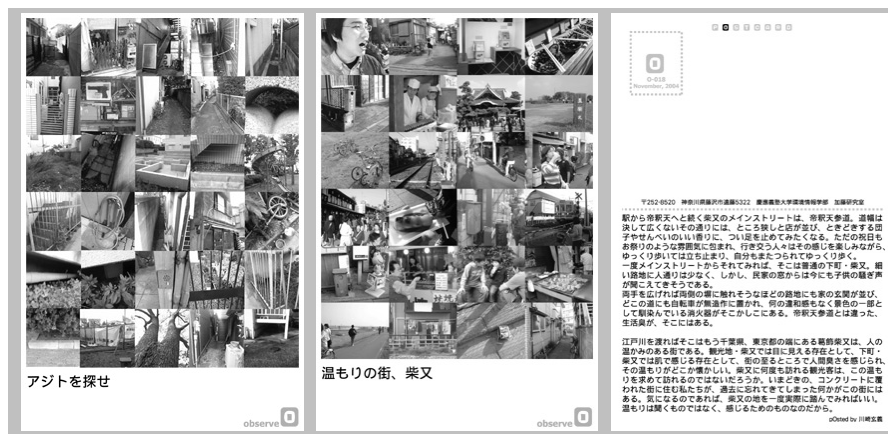 アジトを探せ
observe O
温もりの街、柴又
observe O
POSTOOFFC
O
O-018
November, 2004
〒252-8520 神奈川県藤沢市遠藤5322 慶應義塾大学環境情報学部 加藤研究室
駅から帝釈天へと続く柴又のメインストリートは、帝釈天参道。道幅は
決して広くないその通りには、ところ狭しと店が並び、ときどきする団
子やせんべいのいい香りに、つい足を止めてみたくなる。ただの祝日も
お祭りのような雰囲気に包まれ、行き交う人々はその感じを楽しみながら、
ゆっくり歩いては立ち止まり、自分もまたつられてゆっくり歩く。
一度メインストリートからそれてみれば、そこは普通の下町・柴又。細
い路地に人通りは少なく、しかし、民家の窓からは今にも子供の騒ぎ声
が聞こえてきそうである。
両手を広げれば両側の塀に触れそうなほどの路地にも家の玄関が並び、
どこの道にも自転車が無造作に置かれ、何の違和感もなく景色の一部と
して馴染んでいる消火器がそこかしこにある。帝釈天参道とは違った、
生活臭が、そこにはある。
江戸川を渡ればそこはもう千葉県、東京都の端にある葛飾柴又は、人の
温かみのある街である。観光地・柴又では目に見える存在として、下町・
柴又では肌で感じる存在として、街の至るところで人間臭さを感じられ、
その温もりがどこか懐かしい。柴又に何度も訪れる観光客は、この温も
りを求めて訪れるのではないだろうか。いまどきの、コンクリートに覆
われた街に住む私たちが、過去に忘れてきてしまった何かがこの街には
ある。気になるのであれば、柴又の地を一度実際に踏んでみればいい。
温もりは聞くものではなく、感じるためのものなのだから。
pOsted by 川崎玄義